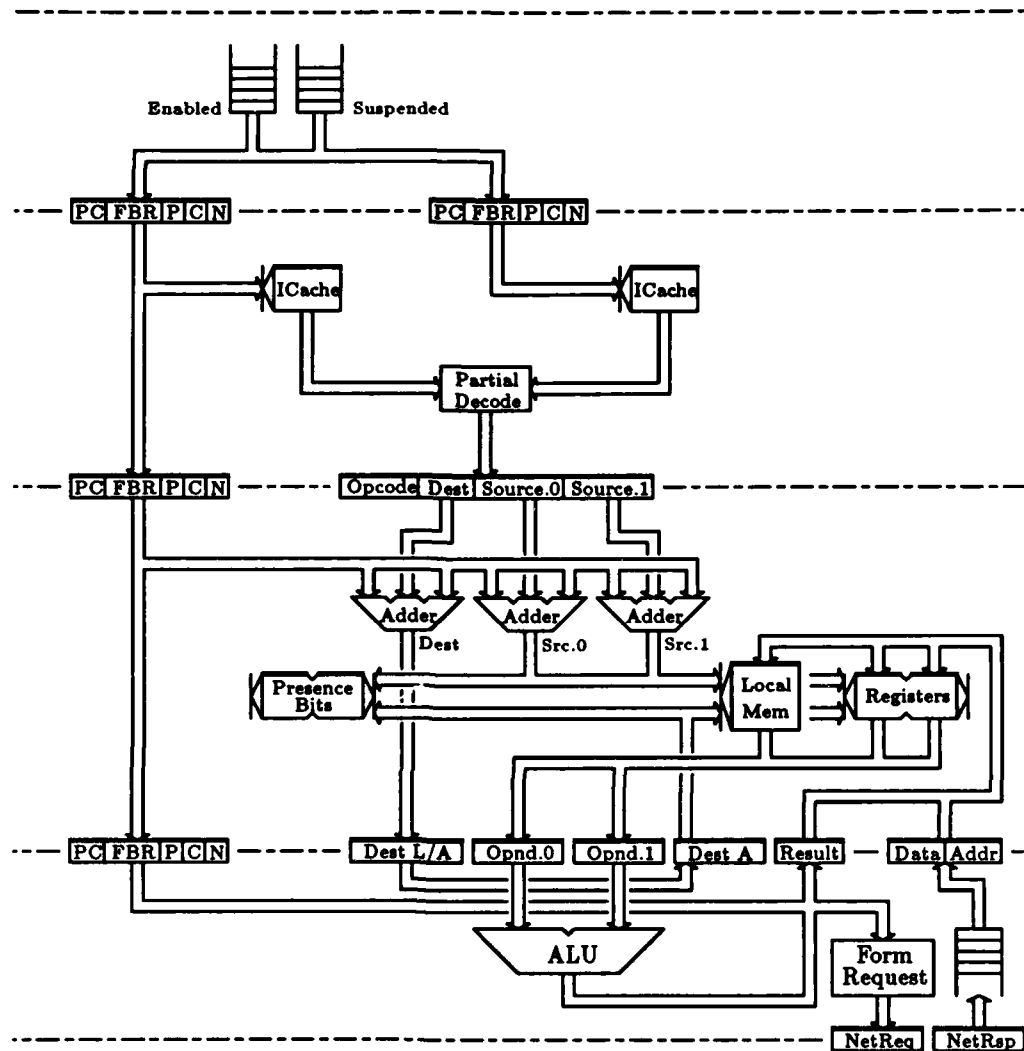 Enabled Suspended
PC FBR P C N PC FBR P C N
ICache ICache
Partial
Decode
PC FBR P C N Opcode Dest Source.0 Source.1
Adder Adder Adder
Dest Src.0 Src.1
Presence
Bits
Local
Mem
Registers
PC FBR P C N Dest L/A Opnd.0 Opnd.1 Dest A Result Data Addr
ALU
Form
Request
NetReq NetRsp